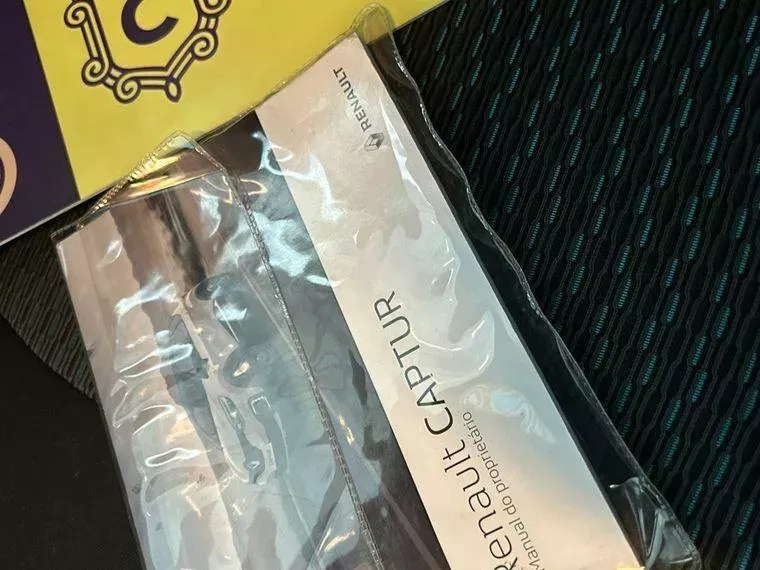 C
RENAULT
Renault CAPTUR
Manual do proprietário